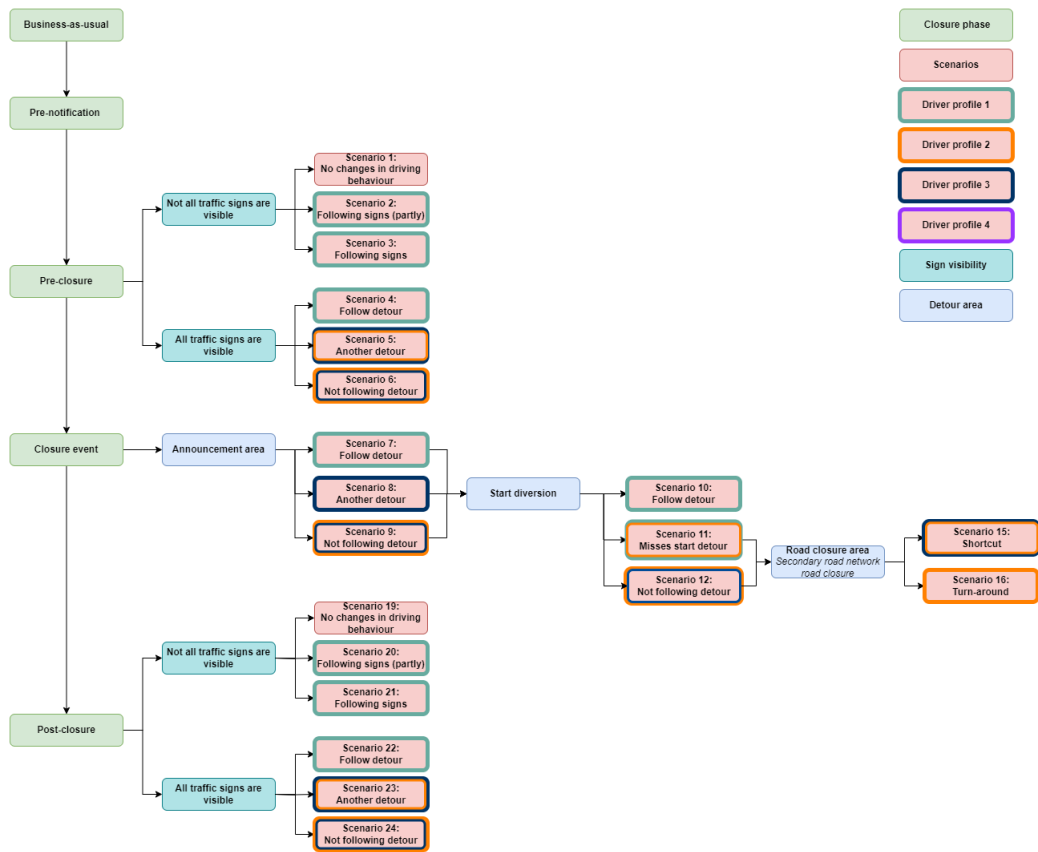 Business-as-usual
Closure phase
Scenarios
Pre-notification
Driver profile 1
Driver profile 2
Scenario 1:
No changes in driving
behaviour
Driver profile 3
Not all traffic signs are
visible
Scenario 2:
Following signs (partly)
Driver profile 4
Scenario 3:
Following signs
Sign visibility
Pre-closure
Scenario 4:
Follow detour
Detour area
All traffic signs are
visible
Scenario 5:
Another detour
Scenario 6:
Not following detour
Closure event
Announcement area
Scenario 7:
Follow detour
Scenario 8:
Another detour
Start diversion
Scenario 10:
Follow detour
Scenario 9:
Not following detour
Scenario 11:
Misses start detour
Scenario 15:
Shortcut
Road closure area
Secondary road network
road closure
Scenario 12:
Not following detour
Scenario 16:
Turn-around
Scenario 19:
No changes in driving
behaviour
Not all traffic signs are
visible
Scenario 20:
Following signs (partly)
Scenario 21:
Following signs
Post-closure
Scenario 22:
Follow detour
All traffic signs are
visible
Scenario 23:
Another detour
Scenario 24:
Not following detour